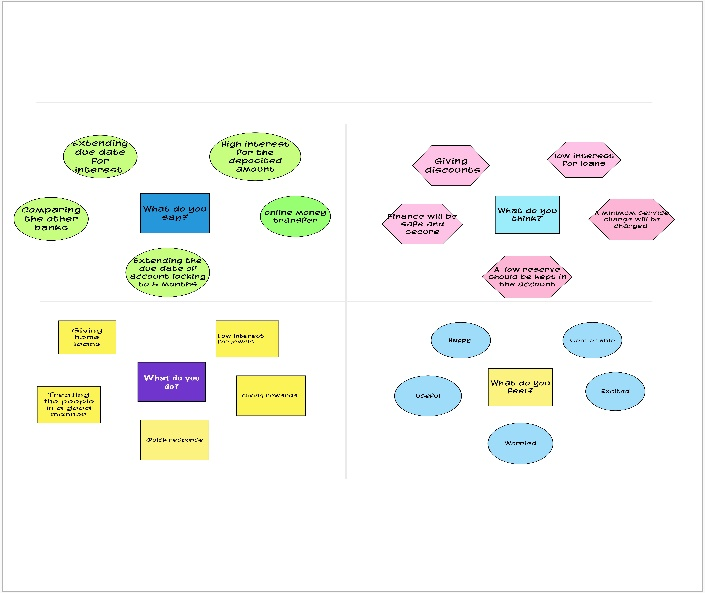 Extending
due date
for
interest
High interest
for the
deposited
amount
Comparing
the other
banks
What do you
say?
online money
transfer
Extending the
due date of
account locking
to 6 months
Giving
discounts
low interest
for loans
Finance will be
safe and
secure
What do you
think?
A minimum service
charge will be
charged
A low reserve
should be kept in
the account
Giving
home
loans
Low interest
What do you
do?
Treating
the people
in a good
manner
Giving rewards
Quick response
Happy
Useful
What do you
feel?
Excited
Worried